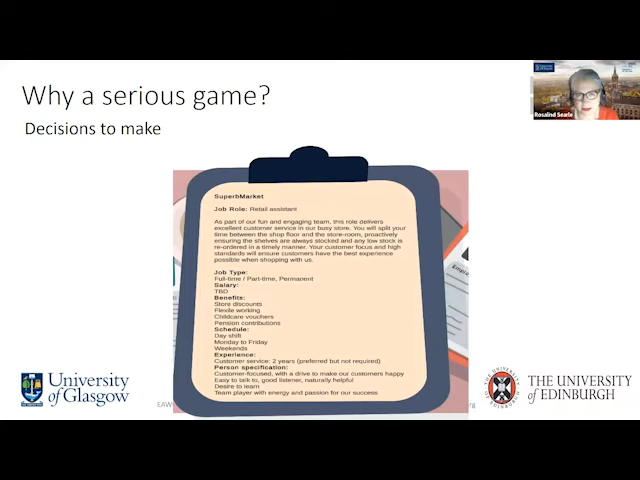 Why a serious game?
Decisions to make
Rosalind Searle
SuperbMarket
Job Role: Retail assistant
As part of our fun and engaging team, this role delivers
excellent customer service in our busy store. You will split your
time between the shop floor and the store-room, proactively
ensuring the shelves are always stocked and any low stock is
re-ordered in a timely manner. Your customer focus and high
standards will ensure customers have the best experience
possible when shopping with us.
Job Type:
Full-time / Part-time, Permanent
Salary:
TBD
Benefits:
Store discounts
Flexile working
Childcare vouchers
Pension contributions
Schedule:
Day shift
Monday to Friday
Weekends
Experience:
Customer service: 2 years (preferred but not required)
Person specification:
Customer-focused, with a drive to make our customers happy
Easy to talk to, good listener, naturally helpful
Desire to learn
Team player with energy and passion for our success
University
of Glasgow
THE UNIVERSITY
of EDINBURGH